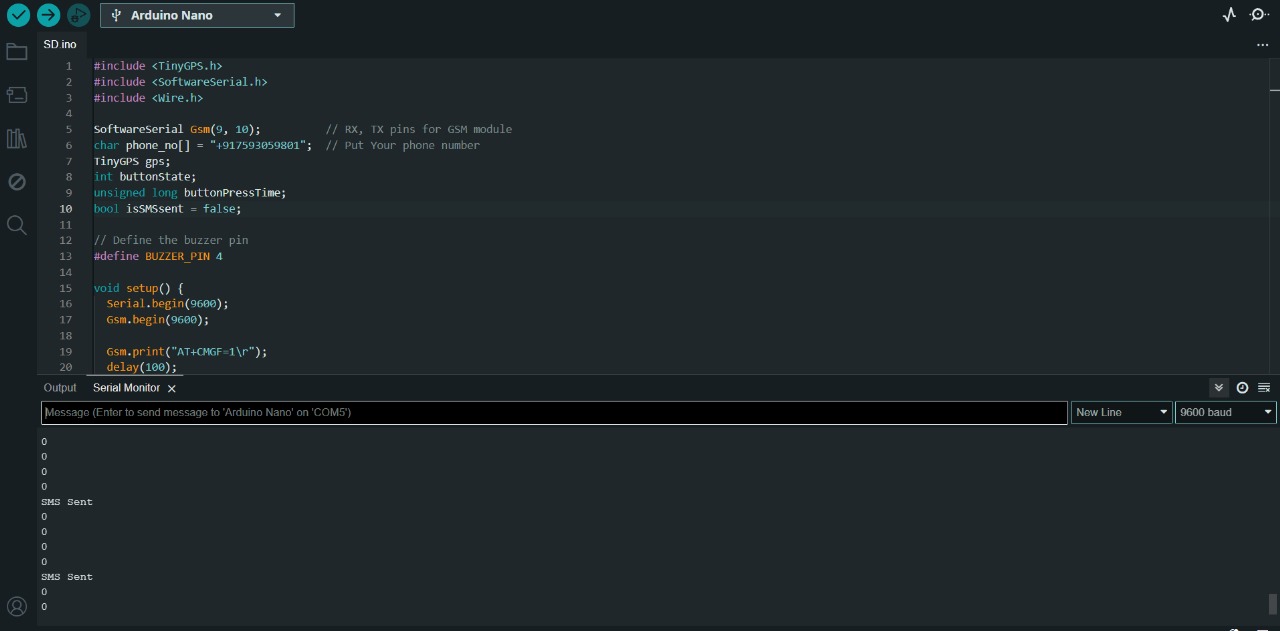 Arduino Nano
SD.ino
1 #include <TinyGPS.h>
2 #include <SoftwareSerial.h>
3 #include <Wire.h>
4
5 SoftwareSerial Gsm(9, 10); // RX, TX pins for GSM module
6 char phone_no[] = "+917593059801"; // Put Your phone number
7 TinyGPS gps;
8 int buttonState;
9 unsigned long buttonPressTime;
10 bool isSMSsent = false;
11
12 // Define the buzzer pin
13 #define BUZZER_PIN 4
14
15 void setup() {
16 Serial.begin(9600);
17 Gsm.begin(9600);
18
19 Gsm.print("AT+CMGF=1\r");
20 delay(100);
Output Serial Monitor
Message (Enter to send message to 'Arduino Nano' on 'COM5') New Line 9600 baud
0
0
0
0
SMS Sent
0
0
0
0
SMS Sent
0
0